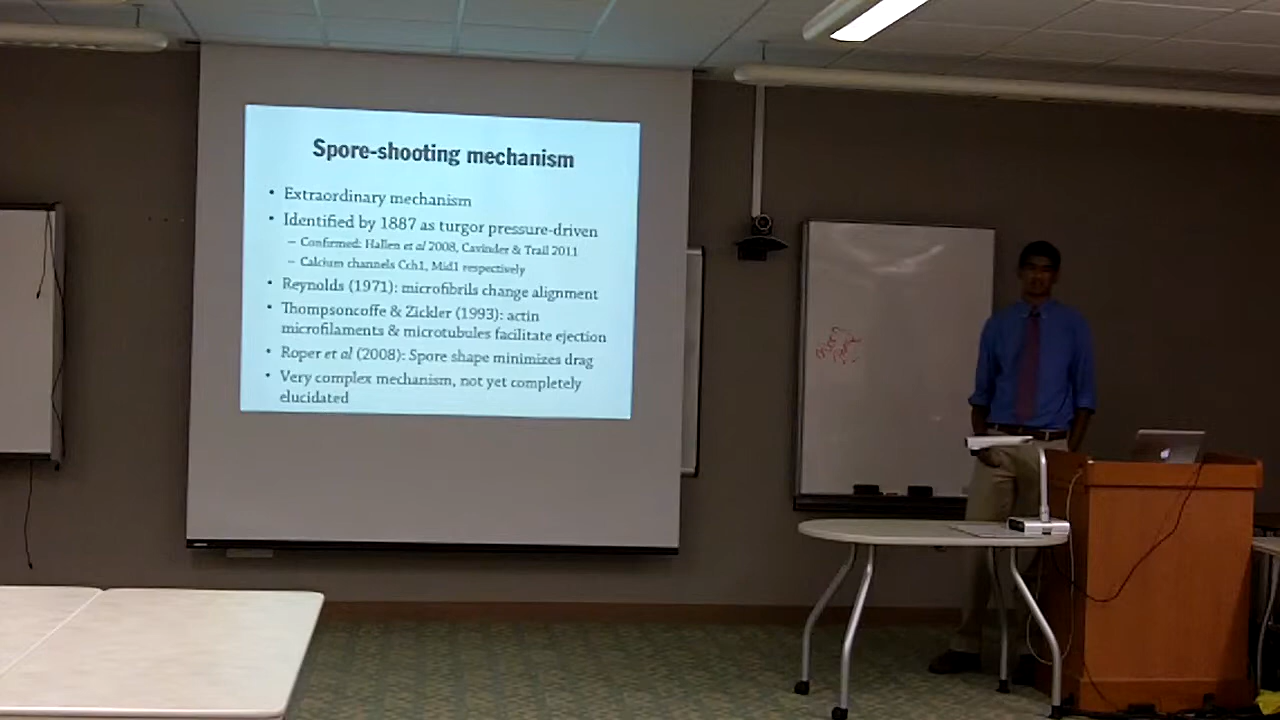 Spore-shooting mechanism
• Extraordinary mechanism
• Identified by 1887 as turgor pressure-driven
– Confirmed: Hallen et al 2008, Cavinder & Trail 2011
– Calcium channels Cch1, Mid1 respectively
• Reynolds (1971): microfibrils change alignment
• Thompsoncoffe & Zickler (1993): actin
microfilaments & microtubules facilitate ejection
• Roper et al (2008): Spore shape minimizes drag
• Very complex mechanism, not yet completely
elucidated